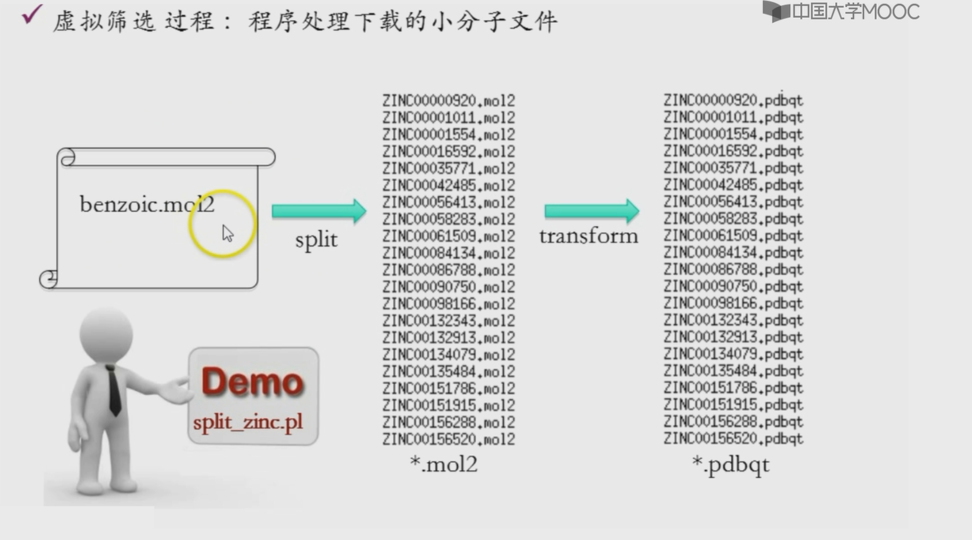 ✓ 虚拟筛选 过程： 程序处理下载的小分子文件
中国大学MOOC
benzoic.mol2
split
transform
ZINC00000920.mol2
ZINC00001011.mol2
ZINC00001554.mol2
ZINC00016592.mol2
ZINC00035771.mol2
ZINC00042485.mol2
ZINC00056413.mol2
ZINC00058283.mol2
ZINC00061509.mol2
ZINC00084134.mol2
ZINC00086788.mol2
ZINC00090750.mol2
ZINC00098166.mol2
ZINC00132343.mol2
ZINC00132913.mol2
ZINC00134079.mol2
ZINC00135484.mol2
ZINC00151786.mol2
ZINC00151915.mol2
ZINC00156288.mol2
ZINC00156520.mol2
*.mol2
ZINC00000920.pdbqt
ZINC00001011.pdbqt
ZINC00001554.pdbqt
ZINC00016592.pdbqt
ZINC00035771.pdbqt
ZINC00042485.pdbqt
ZINC00056413.pdbqt
ZINC00058283.pdbqt
ZINC00061509.pdbqt
ZINC00084134.pdbqt
ZINC00086788.pdbqt
ZINC00090750.pdbqt
ZINC00098166.pdbqt
ZINC00132343.pdbqt
ZINC00132913.pdbqt
ZINC00134079.pdbqt
ZINC00135484.pdbqt
ZINC00151786.pdbqt
ZINC00151915.pdbqt
ZINC00156288.pdbqt
ZINC00156520.pdbqt
*.pdbqt
Demo
split_zinc.pl